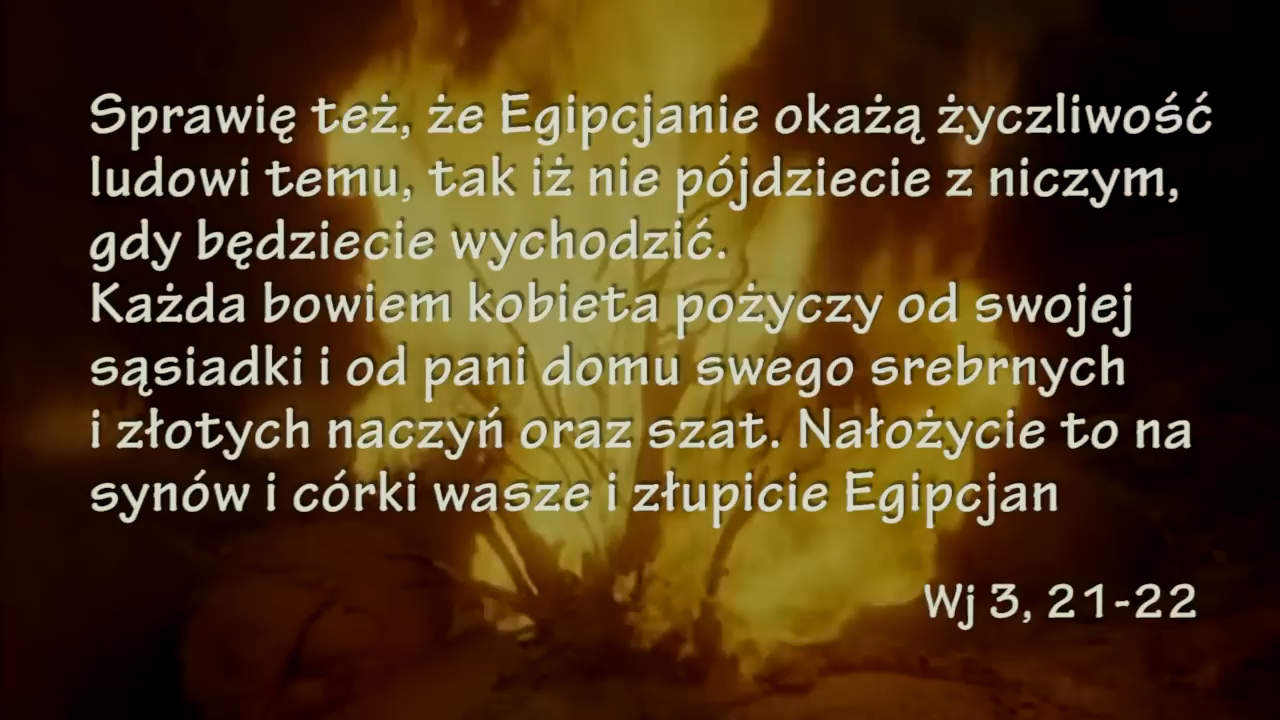 Sprawię też, że Egipcjanie okażą życzliwość
ludowi temu, tak iż nie pójdziecie z niczym,
gdy będziecie wychodzić.
Każda bowiem kobieta pożyczy od swojej
sąsiadki i od pani domu swego srebrnych
i złotych naczyń oraz szat. Nałożycie to na
synów i córki wasze i złupicie Egipcjan
Wj 3, 21-22